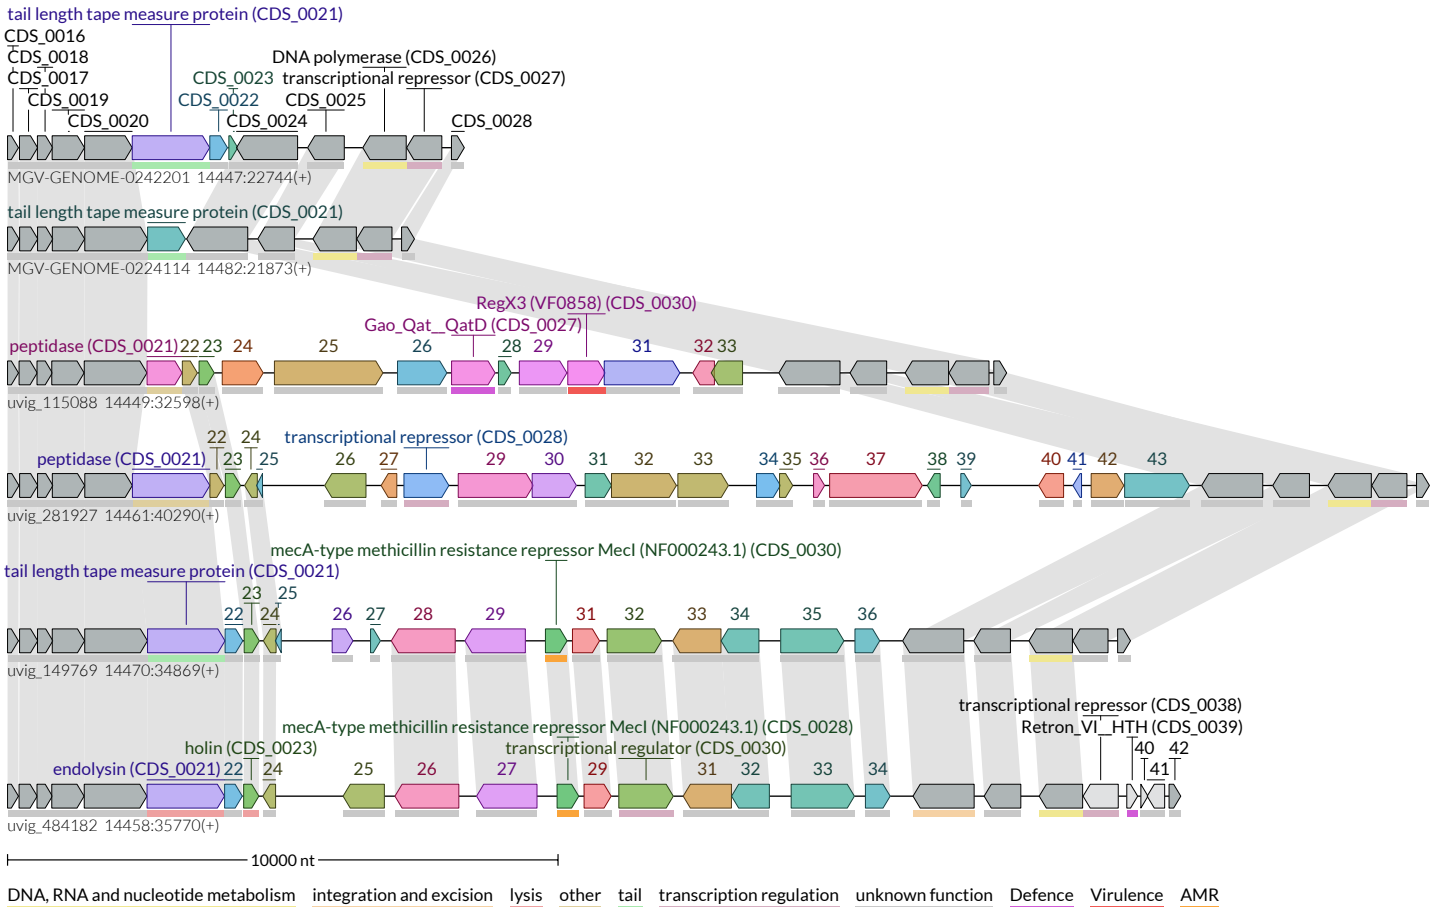 tail length tape measure protein (CDS_0021)
CDS_0016
CDS_0018 DNA polymerase (CDS_0026)
CDS_0017 CDS_0023 transcriptional repressor (CDS_0027)
CDS_0019 CDS_0022 CDS_0025
CDS_0020 CDS_0024 CDS_0028
MGV-GENOME-0242201 14447:22744(+)
tail length tape measure protein (CDS_0021)
MGV-GENOME-0224114 14482:21873(+)
RegX3 (VF0858) (CDS_0030)
Gao_Qat__QatD (CDS_0027)
peptidase (CDS_0021) 22 23 24 25 26 28 29 31 32 33
uvig_115088 14449:32598(+)
22 24 transcriptional repressor (CDS_0028)
peptidase (CDS_0021) 23 25 26 27 29 30 31 32 33 34 35 36 37 38 39 40 41 42 43
uvig_281927 14461:40290(+)
mecA-type methicillin resistance repressor MecI (NF000243.1) (CDS_0030)
tail length tape measure protein (CDS_0021)
23 25
22 24 26 27 28 29 31 32 33 34 35 36
uvig_149769 14470:34869(+)
transcriptional repressor (CDS_0038)
mecA-type methicillin resistance repressor MecI (NF000243.1) (CDS_0028) Retron_VI__HTH (CDS_0039)
holin (CDS_0023) transcriptional regulator (CDS_0030) 40 42
endolysin (CDS_0021) 22 24 25 26 27 29 31 32 33 34 41
uvig_484182 14458:35770(+)
10000 nt
DNA, RNA and nucleotide metabolism integration and excision lysis other tail transcription regulation unknown function Defence Virulence AMR